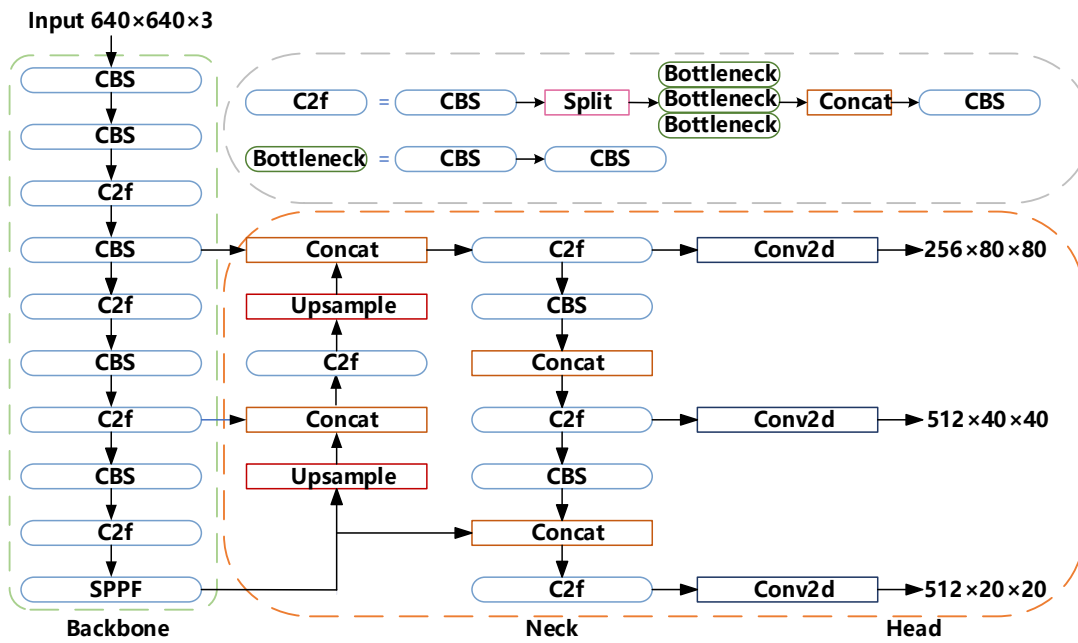 Input 640×640×3
CBS
CBS
C2f
CBS
C2f
CBS
C2f
CBS
C2f
SPPF
Backbone
C2f = CBS Split Bottleneck Concat CBS
Bottleneck
Bottleneck
Bottleneck = CBS CBS
Concat C2f Conv2d 256×80×80
Upsample CBS
C2f Concat
Concat C2f Conv2d 512×40×40
Upsample CBS
Concat
C2f Conv2d 512×20×20
Neck Head